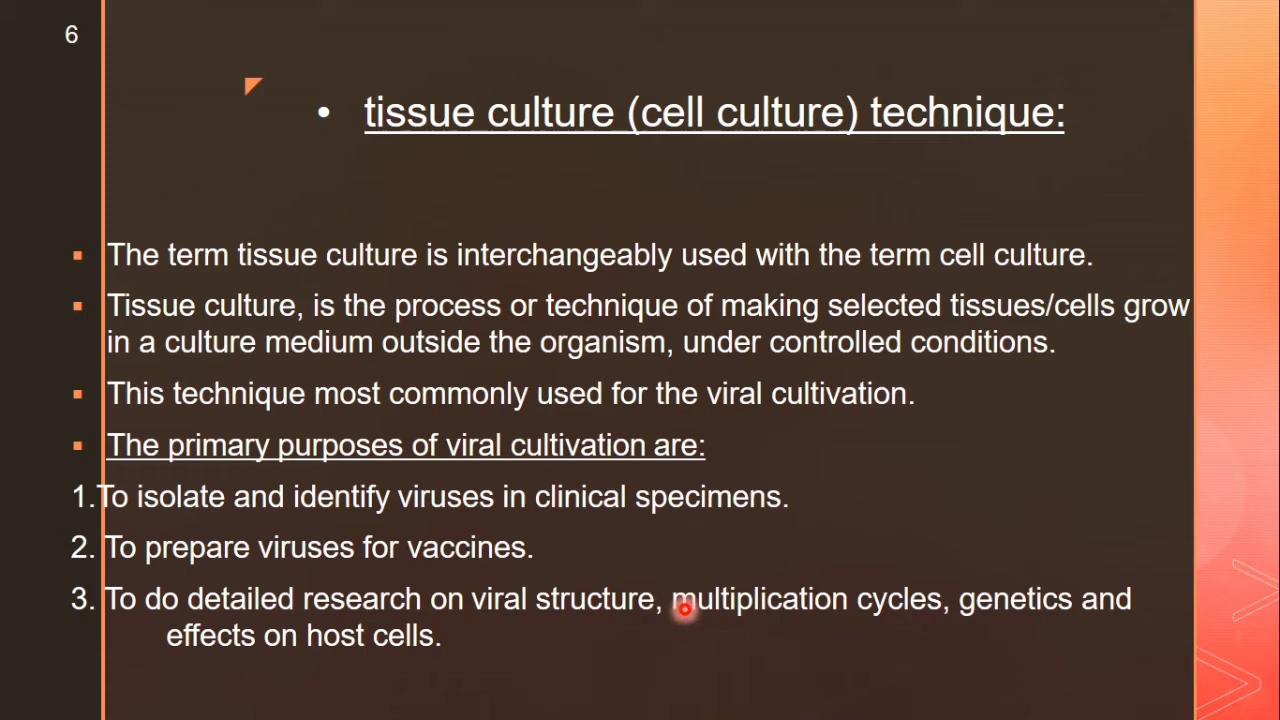 6
• tissue culture (cell culture) technique:
▪ The term tissue culture is interchangeably used with the term cell culture.
▪ Tissue culture, is the process or technique of making selected tissues/cells grow
in a culture medium outside the organism, under controlled conditions.
▪ This technique most commonly used for the viral cultivation.
▪ The primary purposes of viral cultivation are:
1.To isolate and identify viruses in clinical specimens.
2. To prepare viruses for vaccines.
3. To do detailed research on viral structure, multiplication cycles, genetics and
effects on host cells.